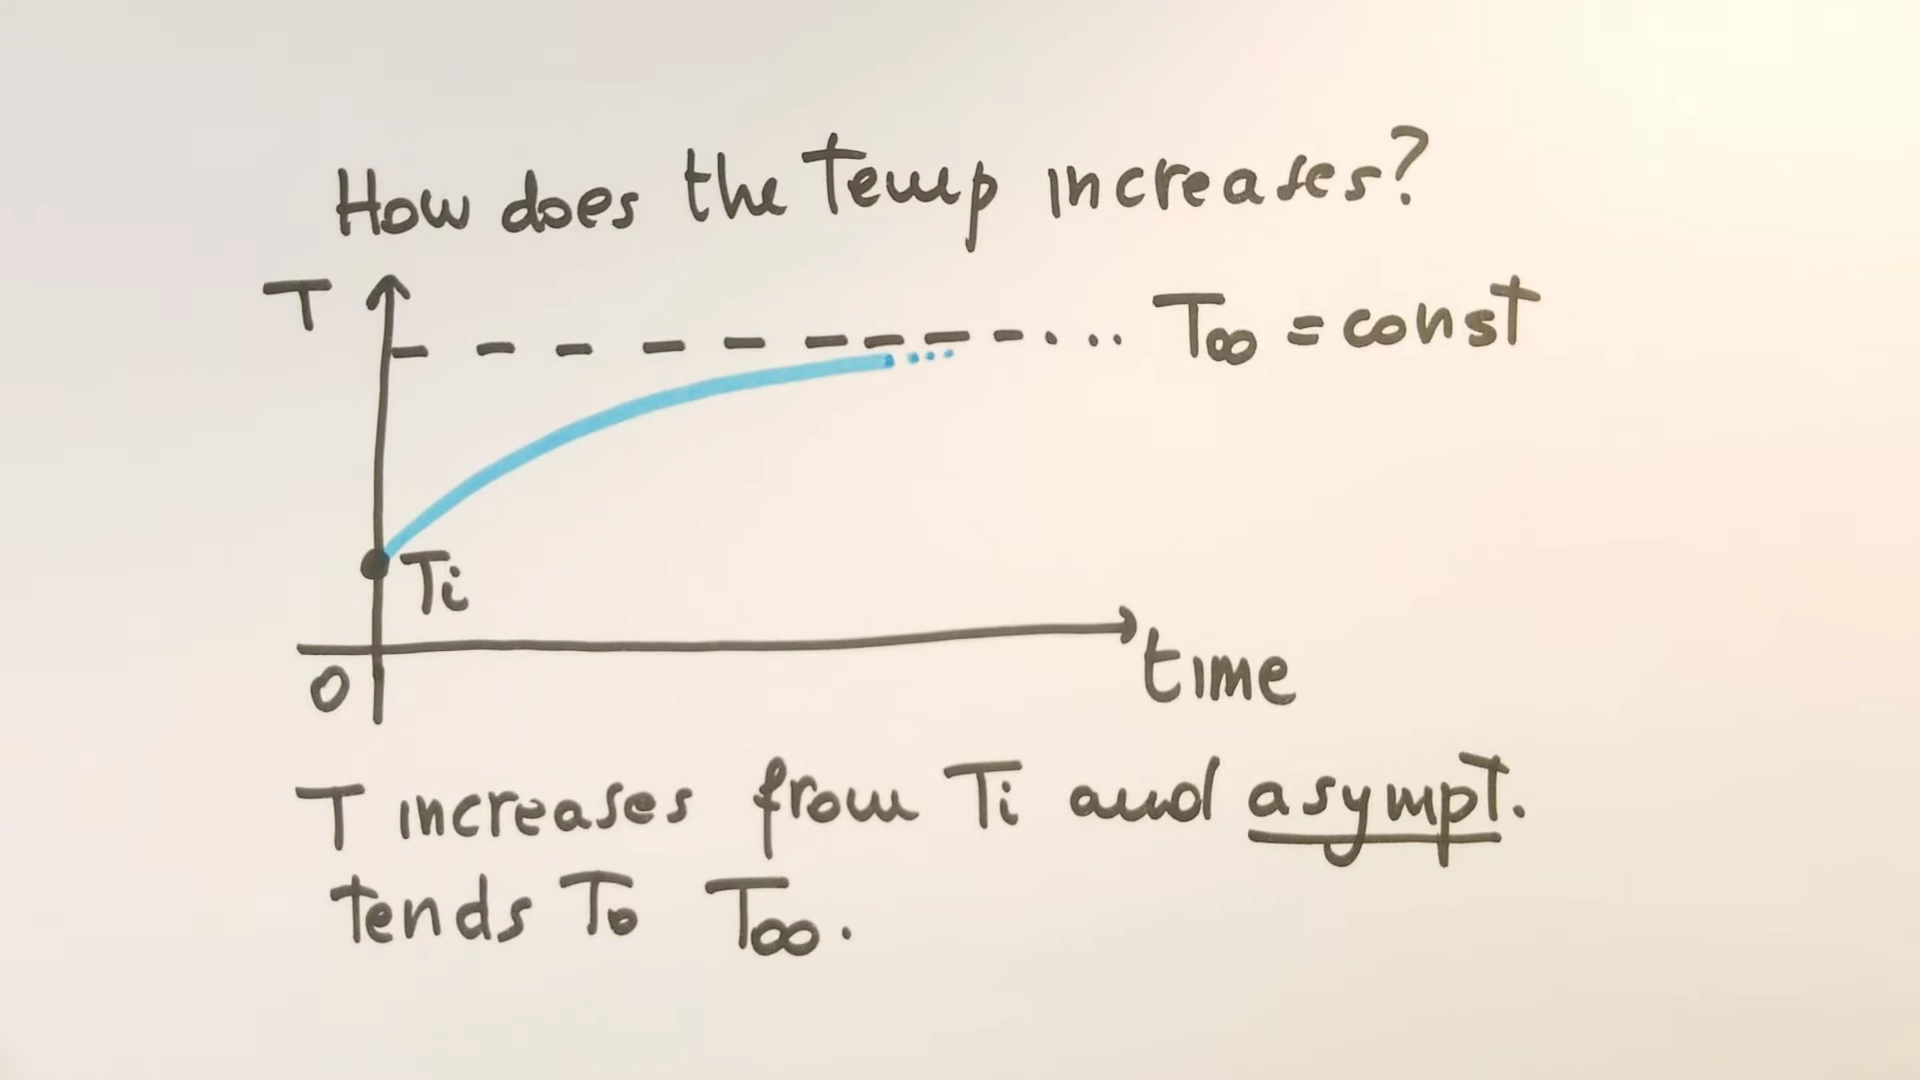 How does the Temp increases?
T
T∞ = const
Ti
0
time
T increases from Ti and asympt.
tends To T∞.